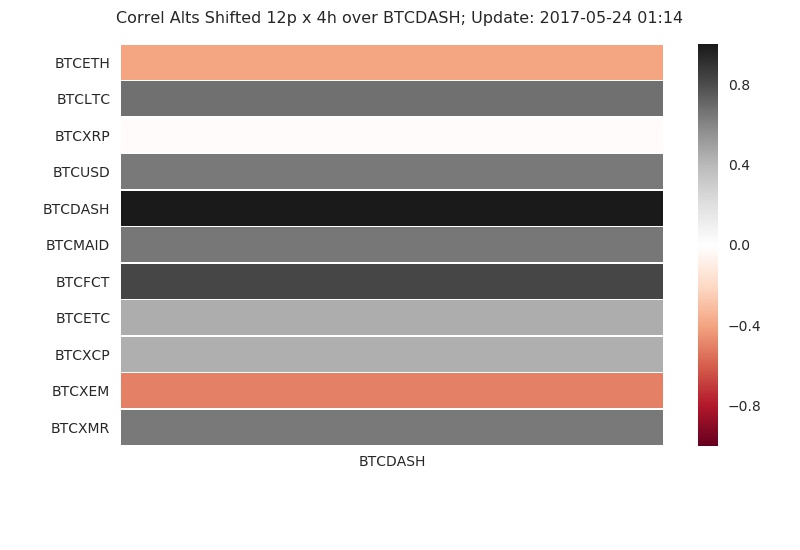 Correl Alts Shifted 12p x 4h over BTCDASH; Update: 2017-05-24 01:14
BTCETH
BTCLTC
BTCXRP
BTCUSD
BTCDASH
BTCMAID
BTCFCT
BTCETC
BTCXCP
BTCXEM
BTCXMR
BTCDASH
0.8
0.4
0.0
−0.4
−0.8